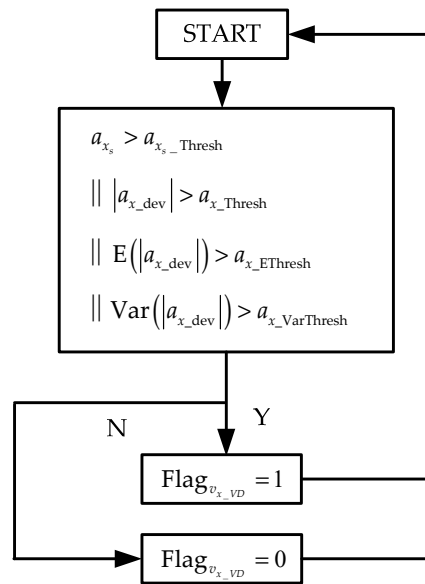 START
a_{x_s} > a_{x_s_Thresh}
|| |a_{x_dev}| > a_{x_Thresh}
|| E(|a_{x_dev}|) > a_{x_EThresh}
|| Var(|a_{x_dev}|) > a_{x_VarThresh}
N
Y
Flag_{v_{x_VD}} = 1
Flag_{v_{x_VD}} = 0